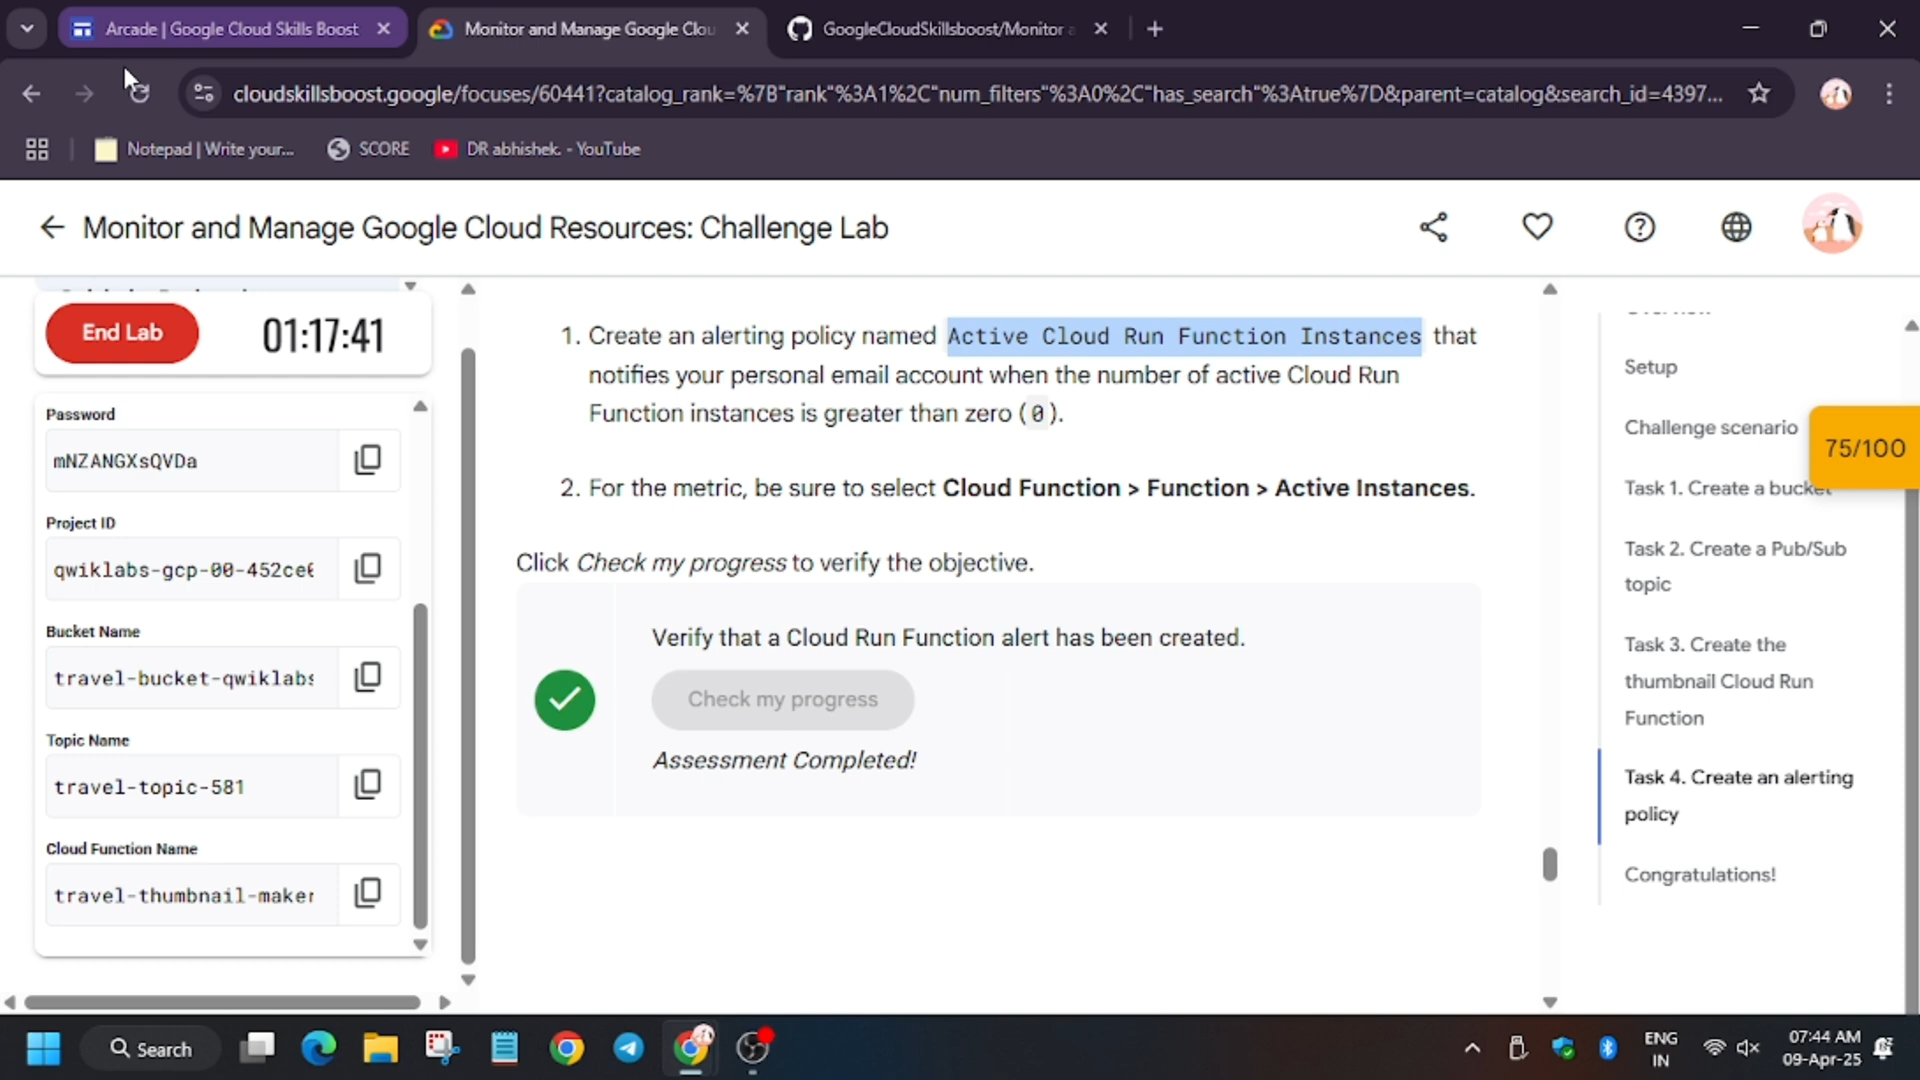 Arcade | Google Cloud Skills Boost
Monitor and Manage Google Clou
GoogleCloudSkillsboost/Monitor a
cloudskillsboost.google/focuses/60441?catalog_rank=%7B"rank"%3A1%2C"num_filters"%3A0%2C"has_search"%3Atrue%7D&parent=catalog&search_id=4397...
Notepad | Write your...
SCORE
DR abhishek. - YouTube
Monitor and Manage Google Cloud Resources: Challenge Lab
End Lab
01:17:41
Password
mNZANGXsQVDa
Project ID
qwiklabs-gcp-00-452ce
Bucket Name
travel-bucket-qwiklabs
Topic Name
travel-topic-581
Cloud Function Name
travel-thumbnail-maker
1. Create an alerting policy named Active Cloud Run Function Instances that
notifies your personal email account when the number of active Cloud Run
Function instances is greater than zero (0).
2. For the metric, be sure to select Cloud Function > Function > Active Instances.
Click Check my progress to verify the objective.
Verify that a Cloud Run Function alert has been created.
Check my progress
Assessment Completed!
Setup
Challenge scenario
75/100
Task 1. Create a bucket
Task 2. Create a Pub/Sub
topic
Task 3. Create the
thumbnail Cloud Run
Function
Task 4. Create an alerting
policy
Congratulations!
Search
ENG
IN
07:44 AM
09-Apr-25